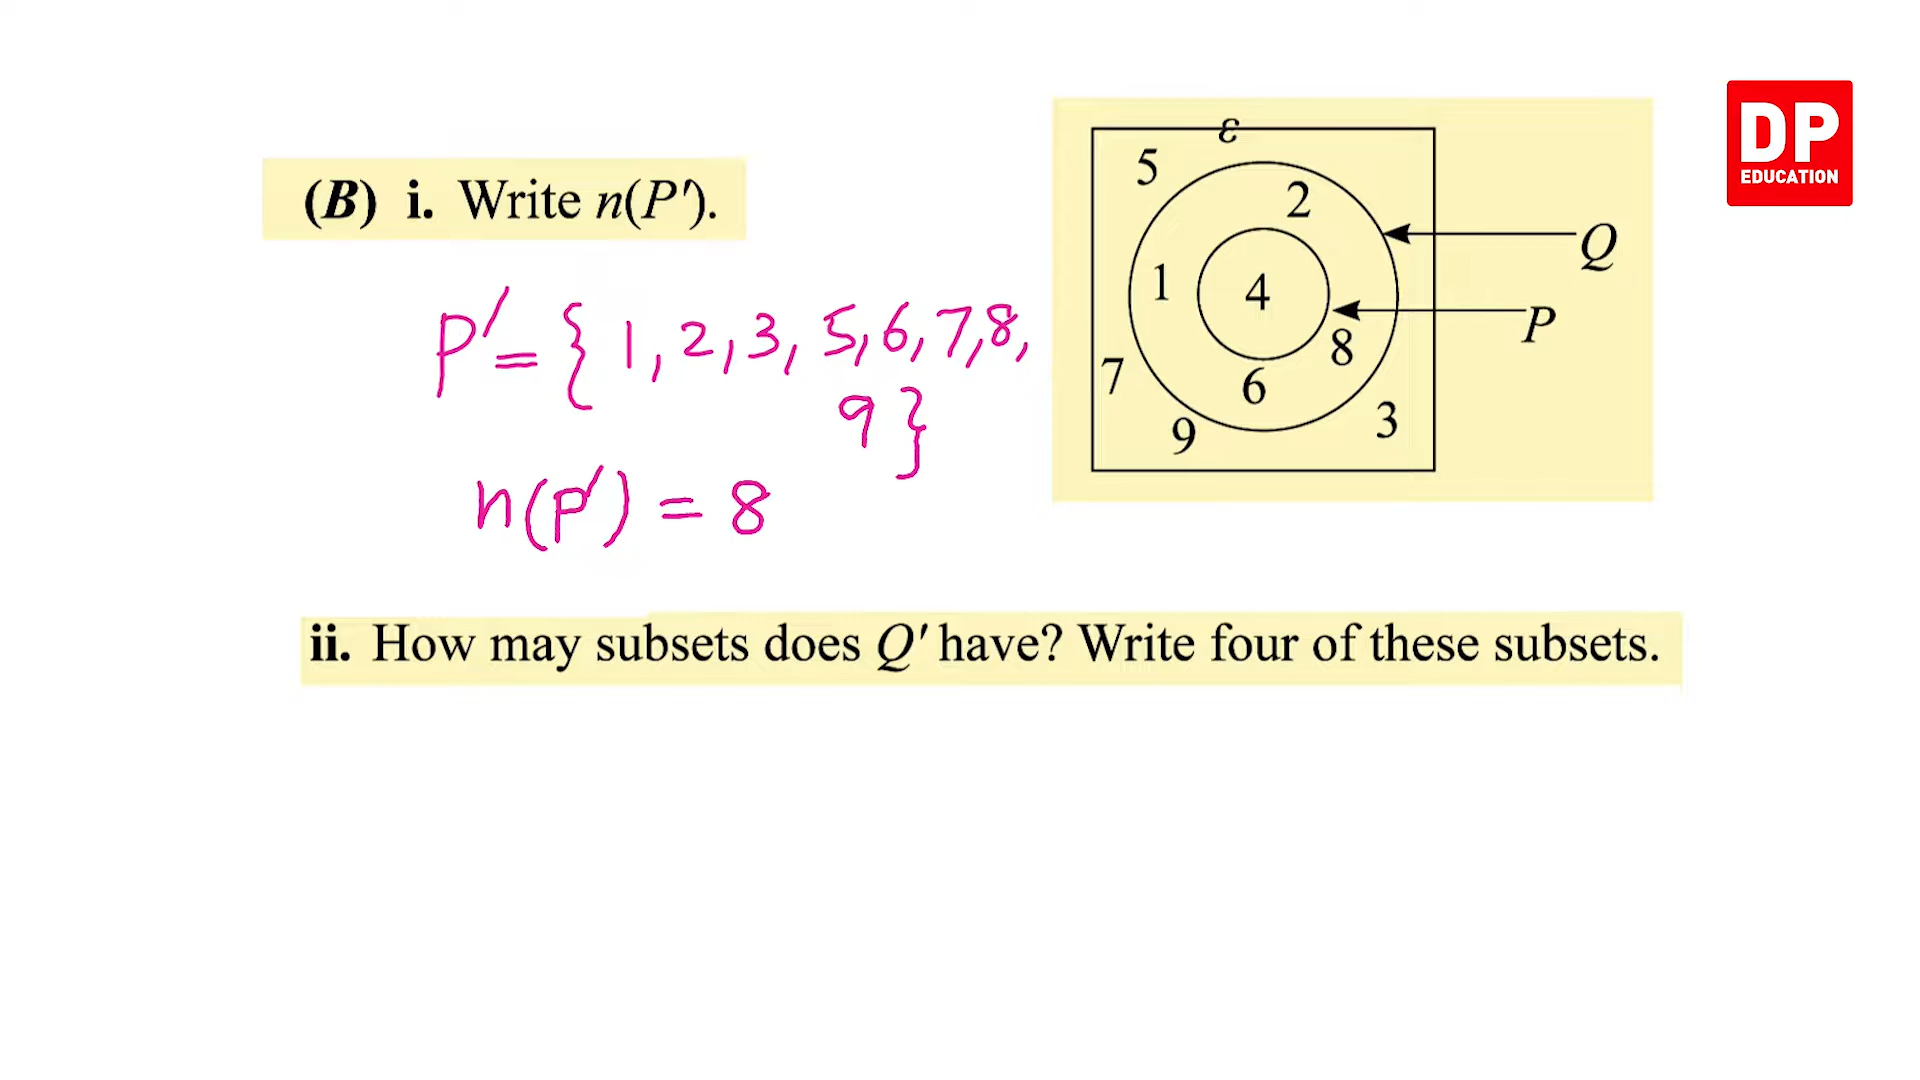 DP
EDUCATION
(B) i. Write n(P').
ε
5
2
Q
1
4
P
8
7
6
9
3
P' = { 1, 2, 3, 5, 6, 7, 8,
9 }
n(P') = 8
ii. How may subsets does Q' have? Write four of these subsets.